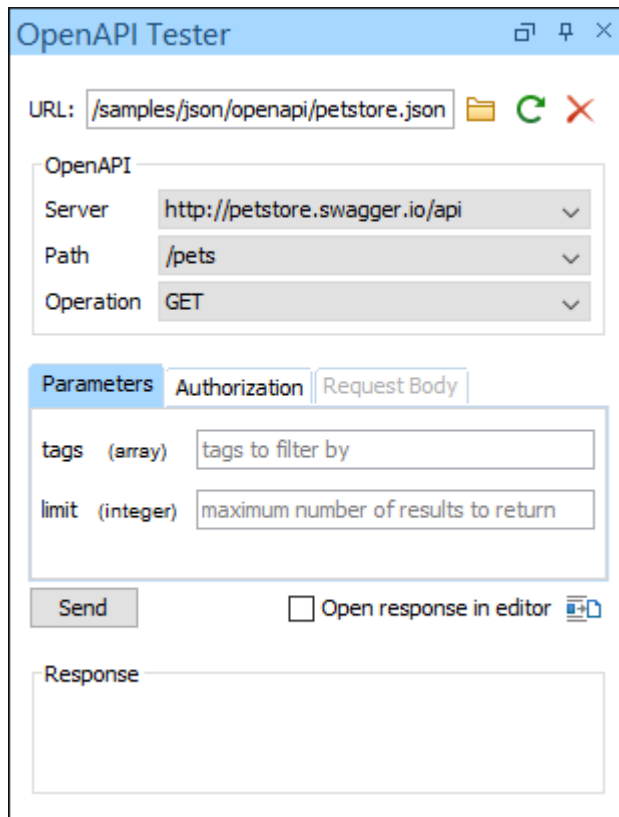 OpenAPI Tester
URL: /samples/json/openapi/petstore.json
OpenAPI
Server http://petstore.swagger.io/api
Path /pets
Operation GET
Parameters Authorization Request Body
tags (array) tags to filter by
limit (integer) maximum number of results to return
Send Open response in editor
Response